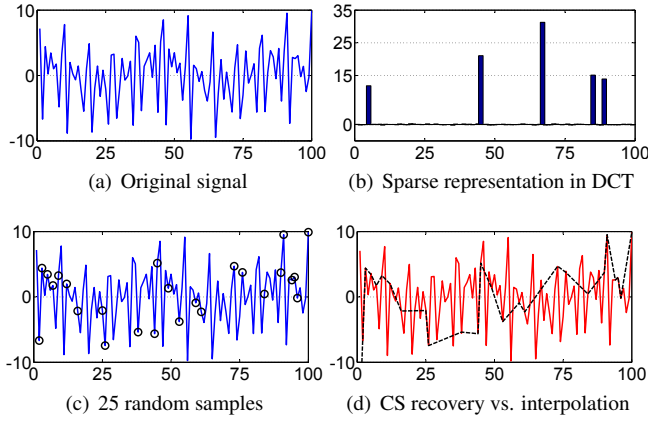 10
0
-10
0 25 50 75 100
(a) Original signal
35
25
15
0
0 25 50 75 100
(b) Sparse representation in DCT
10
0
-10
0 25 50 75 100
(c) 25 random samples
10
0
-10
0 25 50 75 100
(d) CS recovery vs. interpolation